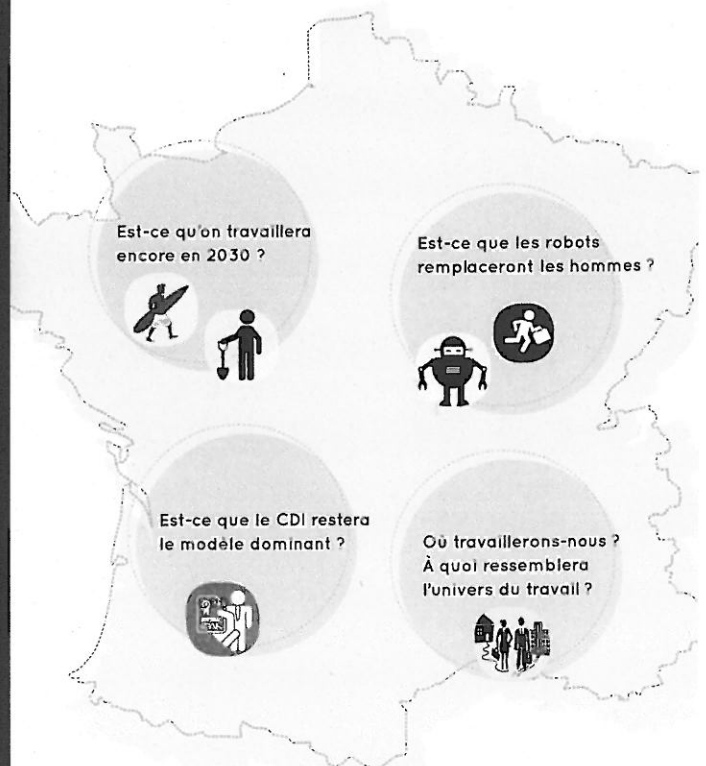 Est-ce qu'on travaillera
encore en 2030 ?
Est-ce que les robots
remplaceront les hommes ?
Est-ce que le CDI restera
le modèle dominant ?
Où travaillerons-nous ?
À quoi ressemblera
l'univers du travail ?